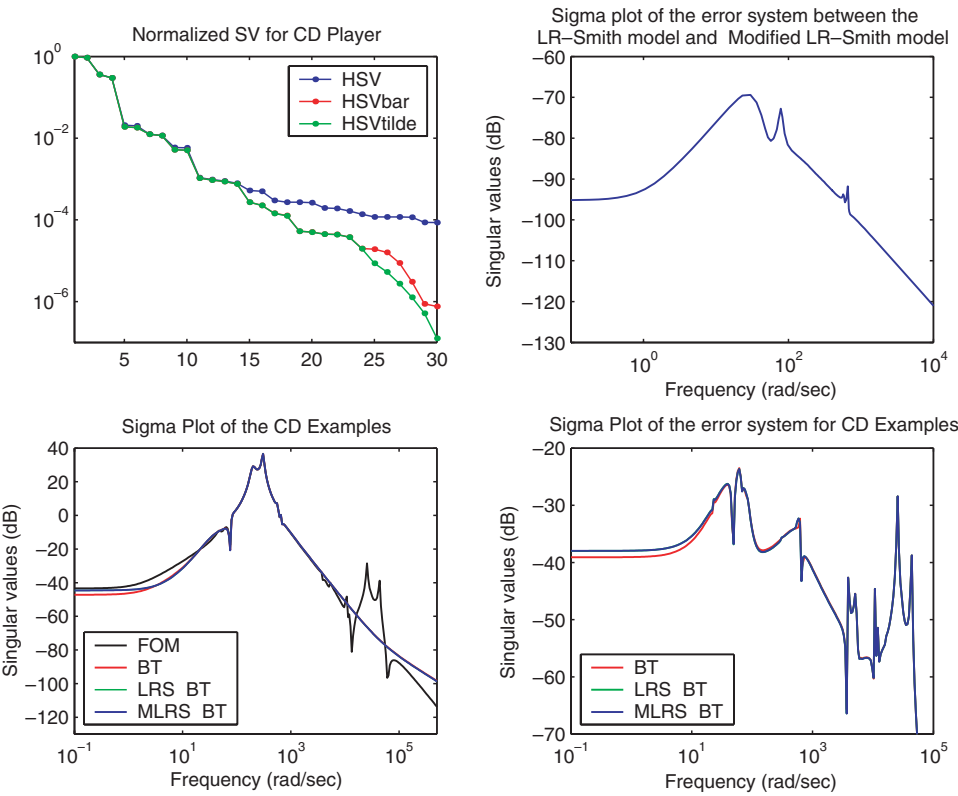 Normalized SV for CD Player
10^0
10^−2
10^−4
10^−6
5 10 15 20 25 30
HSV
HSVbar
HSVtilde
Sigma plot of the error system between the
LR−Smith model and Modified LR−Smith model
Singular values (dB)
−60
−70
−80
−90
−100
−110
−120
−130
10^0 10^2 10^4
Frequency (rad/sec)
Sigma Plot of the CD Examples
Singular values (dB)
40
20
0
−20
−40
−60
−80
−100
−120
10^−1 10^1 10^3 10^5
Frequency (rad/sec)
FOM
BT
LRS BT
MLRS BT
Sigma Plot of the error system for CD Examples
Singular values (dB)
−20
−30
−40
−50
−60
−70
10^−1 10^1 10^3 10^5
Frequency (rad/sec)
BT
LRS BT
MLRS BT